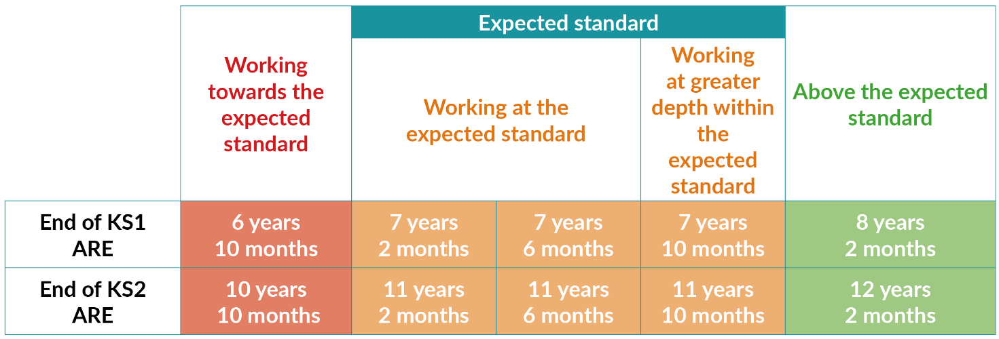 Expected standard
Working
towards the
expected
standard
Working at the
expected standard
Working
at greater
depth within
the
expected
standard
Above the expected
standard
End of KS1
ARE
6 years
10 months
7 years
2 months
7 years
6 months
7 years
10 months
8 years
2 months
End of KS2
ARE
10 years
10 months
11 years
2 months
11 years
6 months
11 years
10 months
12 years
2 months